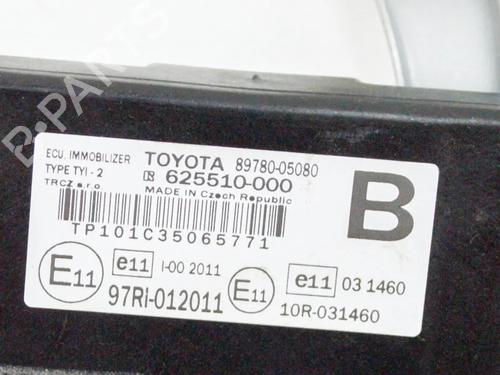 B-PARTS
ECU. IMMOBILIZER TOYOTA 89780-05080
TYPE TYI - 2 625510-000
TRCZ s.r.o MADE IN Czech Republic
B
TP101C35065771
E11 e11 I-00 2011 e11 03 1460
97RI-012011 E11 10R-031460